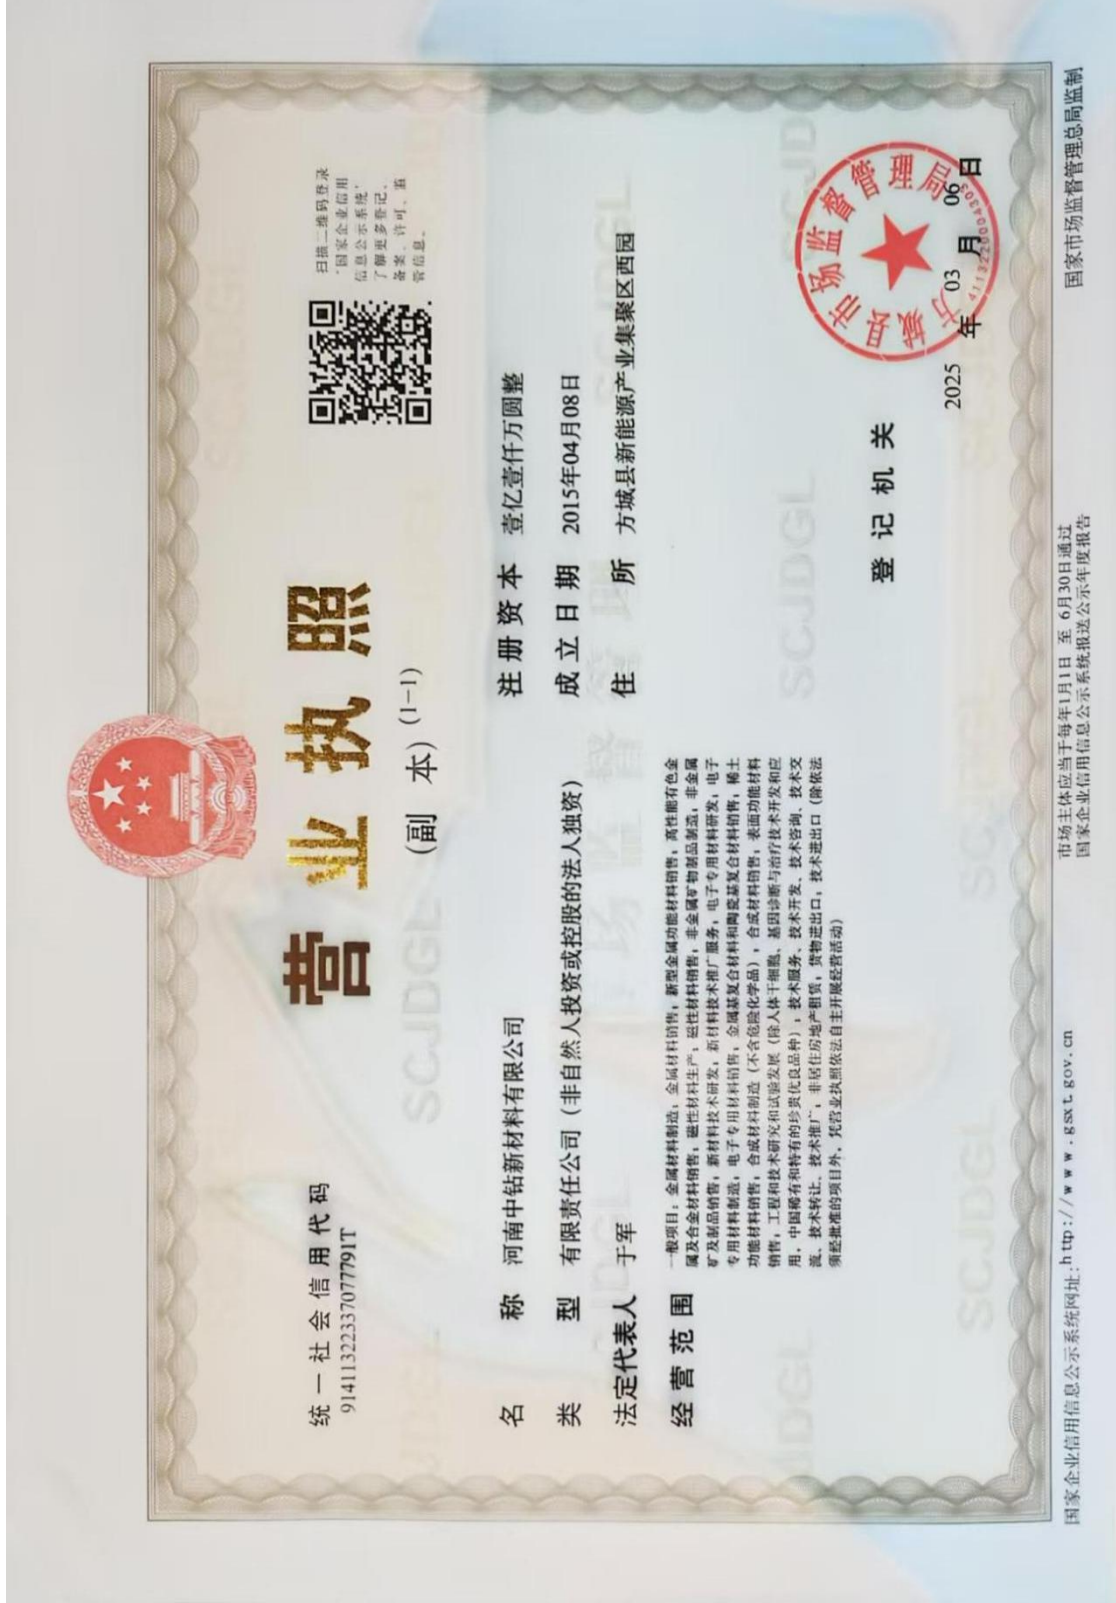 营业执照
(副 本)(1-1)
统一社会信用代码
91411322337077791T
扫描二维码登录
"国家企业信用
信息公示系统"
了解更多登记、
备案、许可、监
管信息。
名 称 河南中钻新材料有限公司
类 型 有限责任公司（非自然人投资或控股的法人独资）
法定代表人 于军
经营范围 一般项目：金属材料制造；金属材料销售；新型金属功能材料销售；高性能有色金
属及合金材料销售；磁性材料生产；磁性材料销售；非金属矿物制品制造；非金属
矿及制品销售；新材料技术研发；新材料技术推广服务；电子专用材料研发；电子
专用材料制造；电子专用材料销售；金属基复合材料和陶瓷基复合材料销售；稀土
功能材料销售；合成材料制造（不含危险化学品）；合成材料销售；表面功能材料
销售；工程和技术研究和试验发展（除人体干细胞、基因诊断与治疗技术开发和应
用，中国稀有和特有的珍贵优良品种）；技术服务、技术开发、技术咨询、技术交
流、技术转让、技术推广；非居住房地产租赁；货物进出口；技术进出口（除依法
须经批准的项目外，凭营业执照依法自主开展经营活动）
注册资本 壹亿壹仟万圆整
成立日期 2015年04月08日
住 所 方城县新能源产业集聚区西园
登记机关
方城县市场监督管理局
2025 年 03 月 06 日
国家企业信用信息公示系统网址:http://www.gsxt.gov.cn
市场主体应当于每年1月1日 至 6月30日通过
国家企业信用信息公示系统报送公示年度报告
国家市场监督管理总局监制
SCJDGL